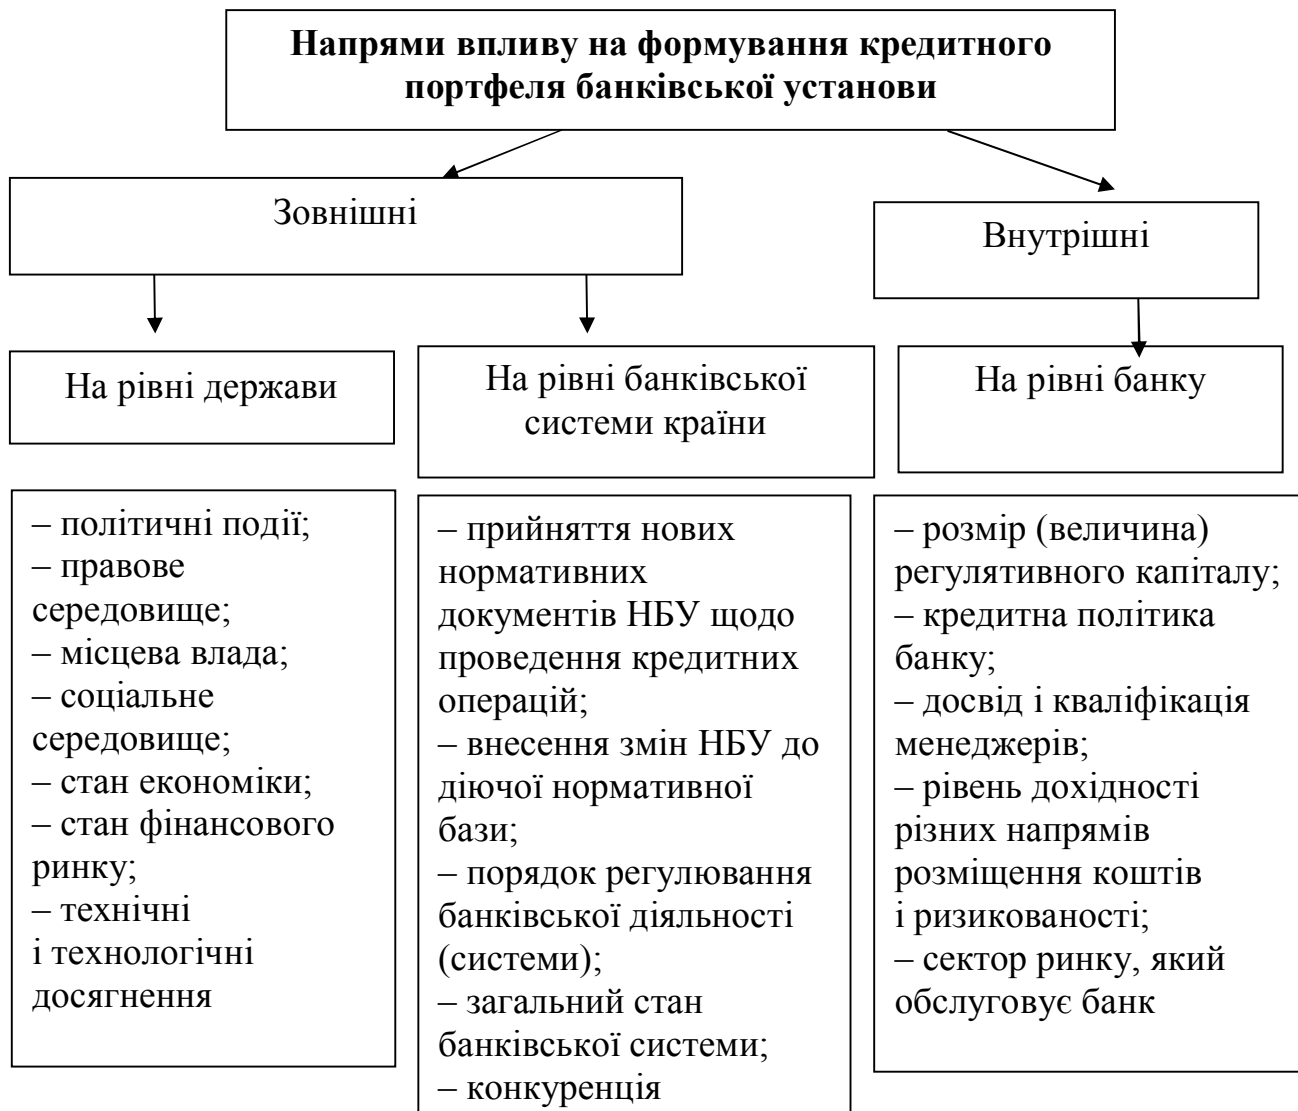 Напрями впливу на формування кредитного
портфеля банківської установи
Зовнішні
Внутрішні
На рівні держави
На рівні банківської
системи країни
На рівні банку
– політичні події;
– правове
середовище;
– місцева влада;
– соціальне
середовище;
– стан економіки;
– стан фінансового
ринку;
– технічні
і технологічні
досягнення
– прийняття нових
нормативних
документів НБУ щодо
проведення кредитних
операцій;
– внесення змін НБУ до
діючої нормативної
бази;
– порядок регулювання
банківської діяльності
(системи);
– загальний стан
банківської системи;
– конкуренція
– розмір (величина)
регулятивного капіталу;
– кредитна політика
банку;
– досвід і кваліфікація
менеджерів;
– рівень дохідності
різних напрямів
розміщення коштів
і ризикованості;
– сектор ринку, який
обслуговує банк